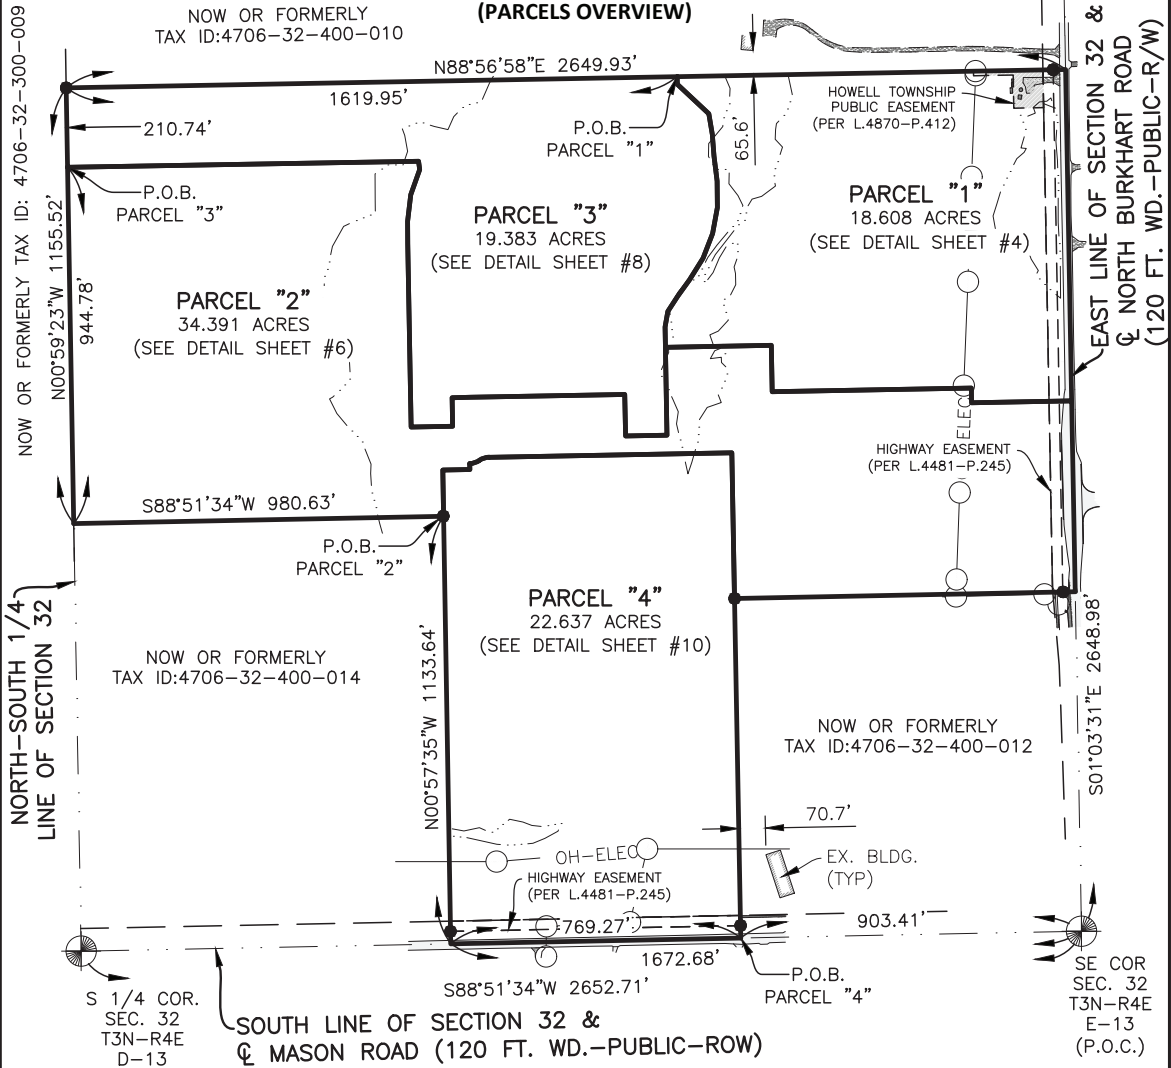 (PARCELS OVERVIEW)
NOW OR FORMERLY
TAX ID:4706-32-400-010
NOW OR FORMERLY TAX ID: 4706-32-300-009
N88°56'58"E 2649.93'
1619.95'
210.74'
P.O.B.
PARCEL "1"
65.6'
HOWELL TOWNSHIP
PUBLIC EASEMENT
(PER L.4870-P.412)
EAST LINE OF SECTION 32 &
℄ NORTH BURKHART ROAD
(120 FT. WD.-PUBLIC-R/W)
P.O.B.
PARCEL "3"
PARCEL "3"
19.383 ACRES
(SEE DETAIL SHEET #8)
PARCEL "1"
18.608 ACRES
(SEE DETAIL SHEET #4)
N00°59'23"W 1155.52'
944.78'
PARCEL "2"
34.391 ACRES
(SEE DETAIL SHEET #6)
ELEC
HIGHWAY EASEMENT
(PER L.4481-P.245)
S88°51'34"W 980.63'
P.O.B.
PARCEL "2"
NORTH-SOUTH 1/4
LINE OF SECTION 32
PARCEL "4"
22.637 ACRES
(SEE DETAIL SHEET #10)
NOW OR FORMERLY
TAX ID:4706-32-400-014
N00°57'35"W 1133.64'
NOW OR FORMERLY
TAX ID:4706-32-400-012
S01°03'31"E 2648.98'
70.7'
EX. BLDG.
(TYP)
OH-ELEC
HIGHWAY EASEMENT
(PER L.4481-P.245)
769.27'
903.41'
1672.68'
S88°51'34"W 2652.71'
P.O.B.
PARCEL "4"
S 1/4 COR.
SEC. 32
T3N-R4E
D-13
SOUTH LINE OF SECTION 32 &
℄ MASON ROAD (120 FT. WD.-PUBLIC-ROW)
SE COR
SEC. 32
T3N-R4E
E-13
(P.O.C.)